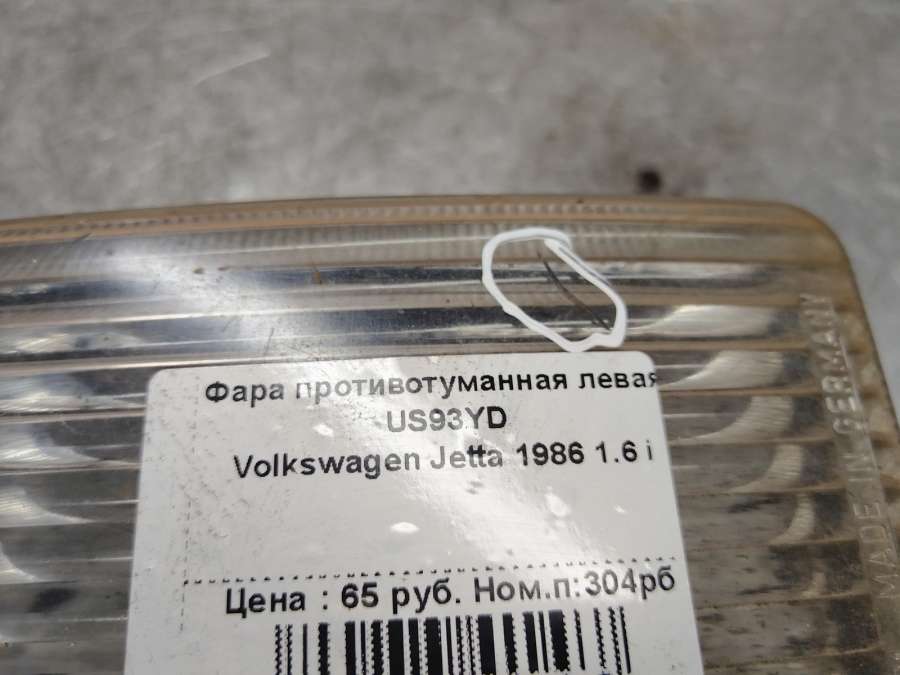 Фара противотуманная левая
US93YD
Volkswagen Jetta 1986 1.6 i
Цена : 65 руб. Ном.п:304рб
MADE IN GERMANY